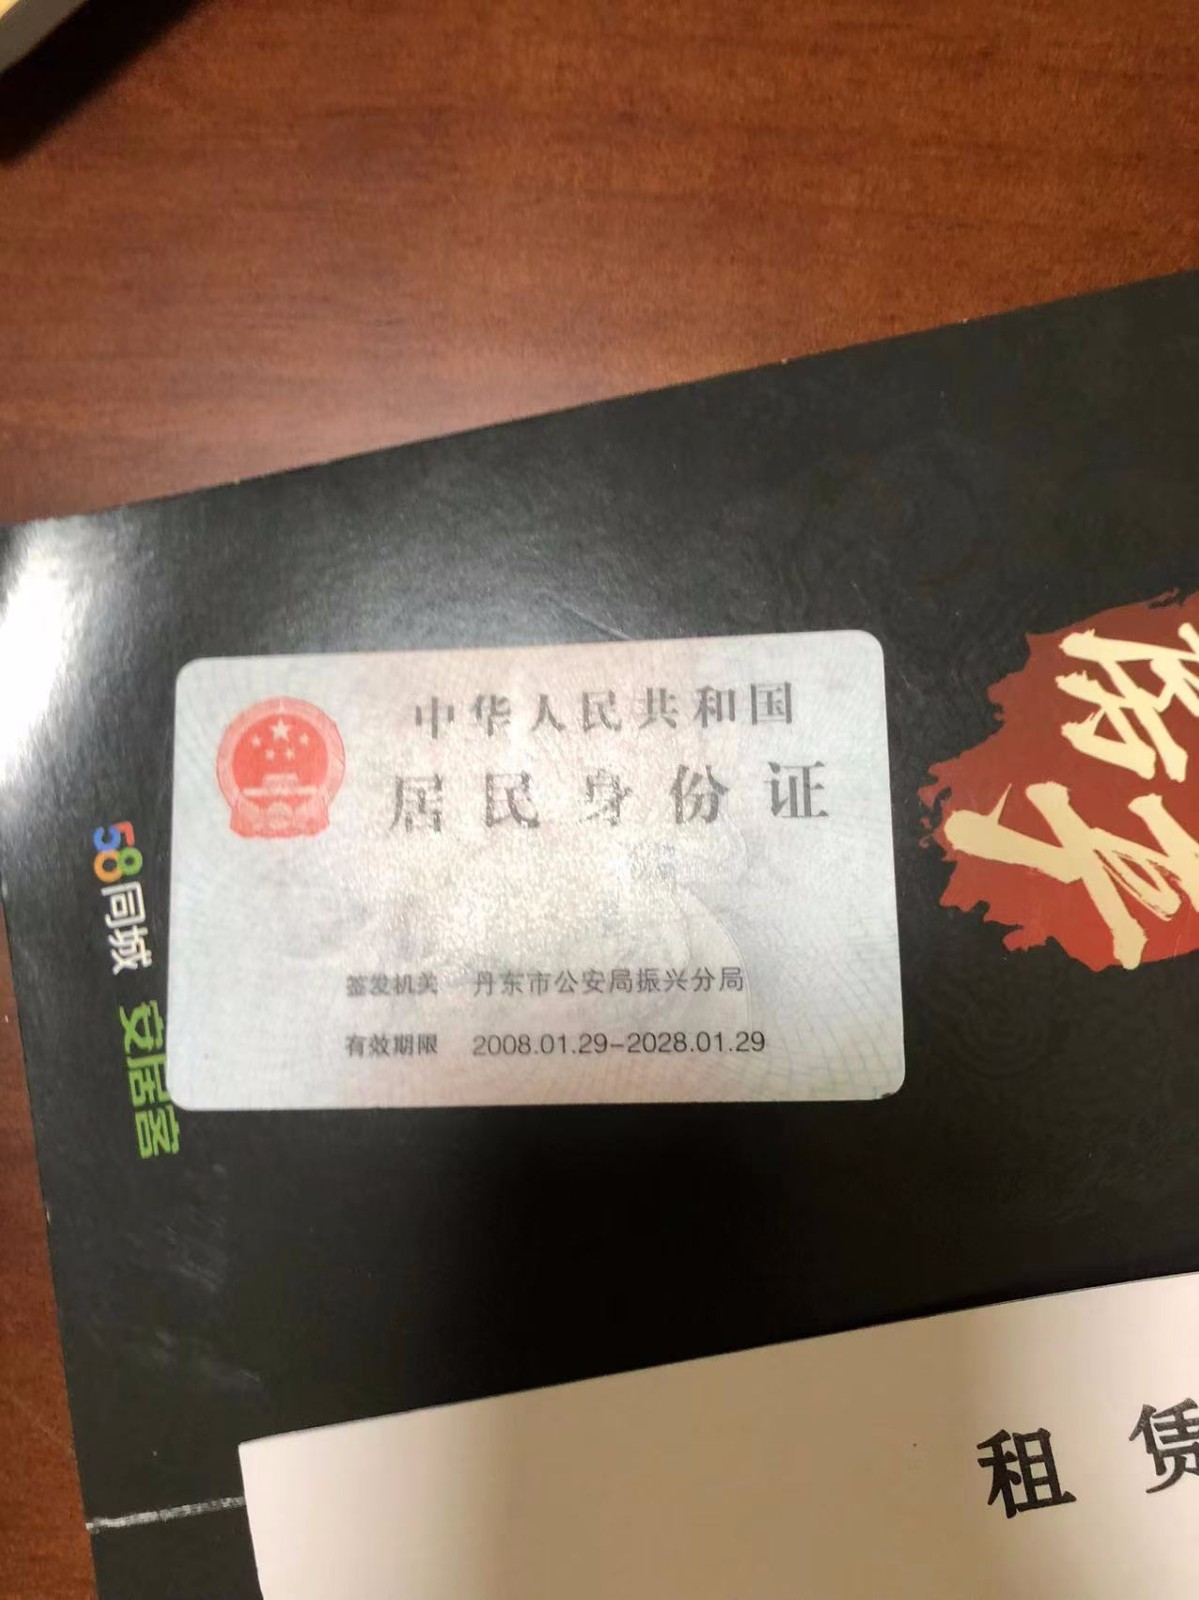 中华人民共和国
居民身份证
签发机关 丹东市公安局振兴分局
有效期限 2008.01.29-2028.01.29
58同城 安居客
租赁